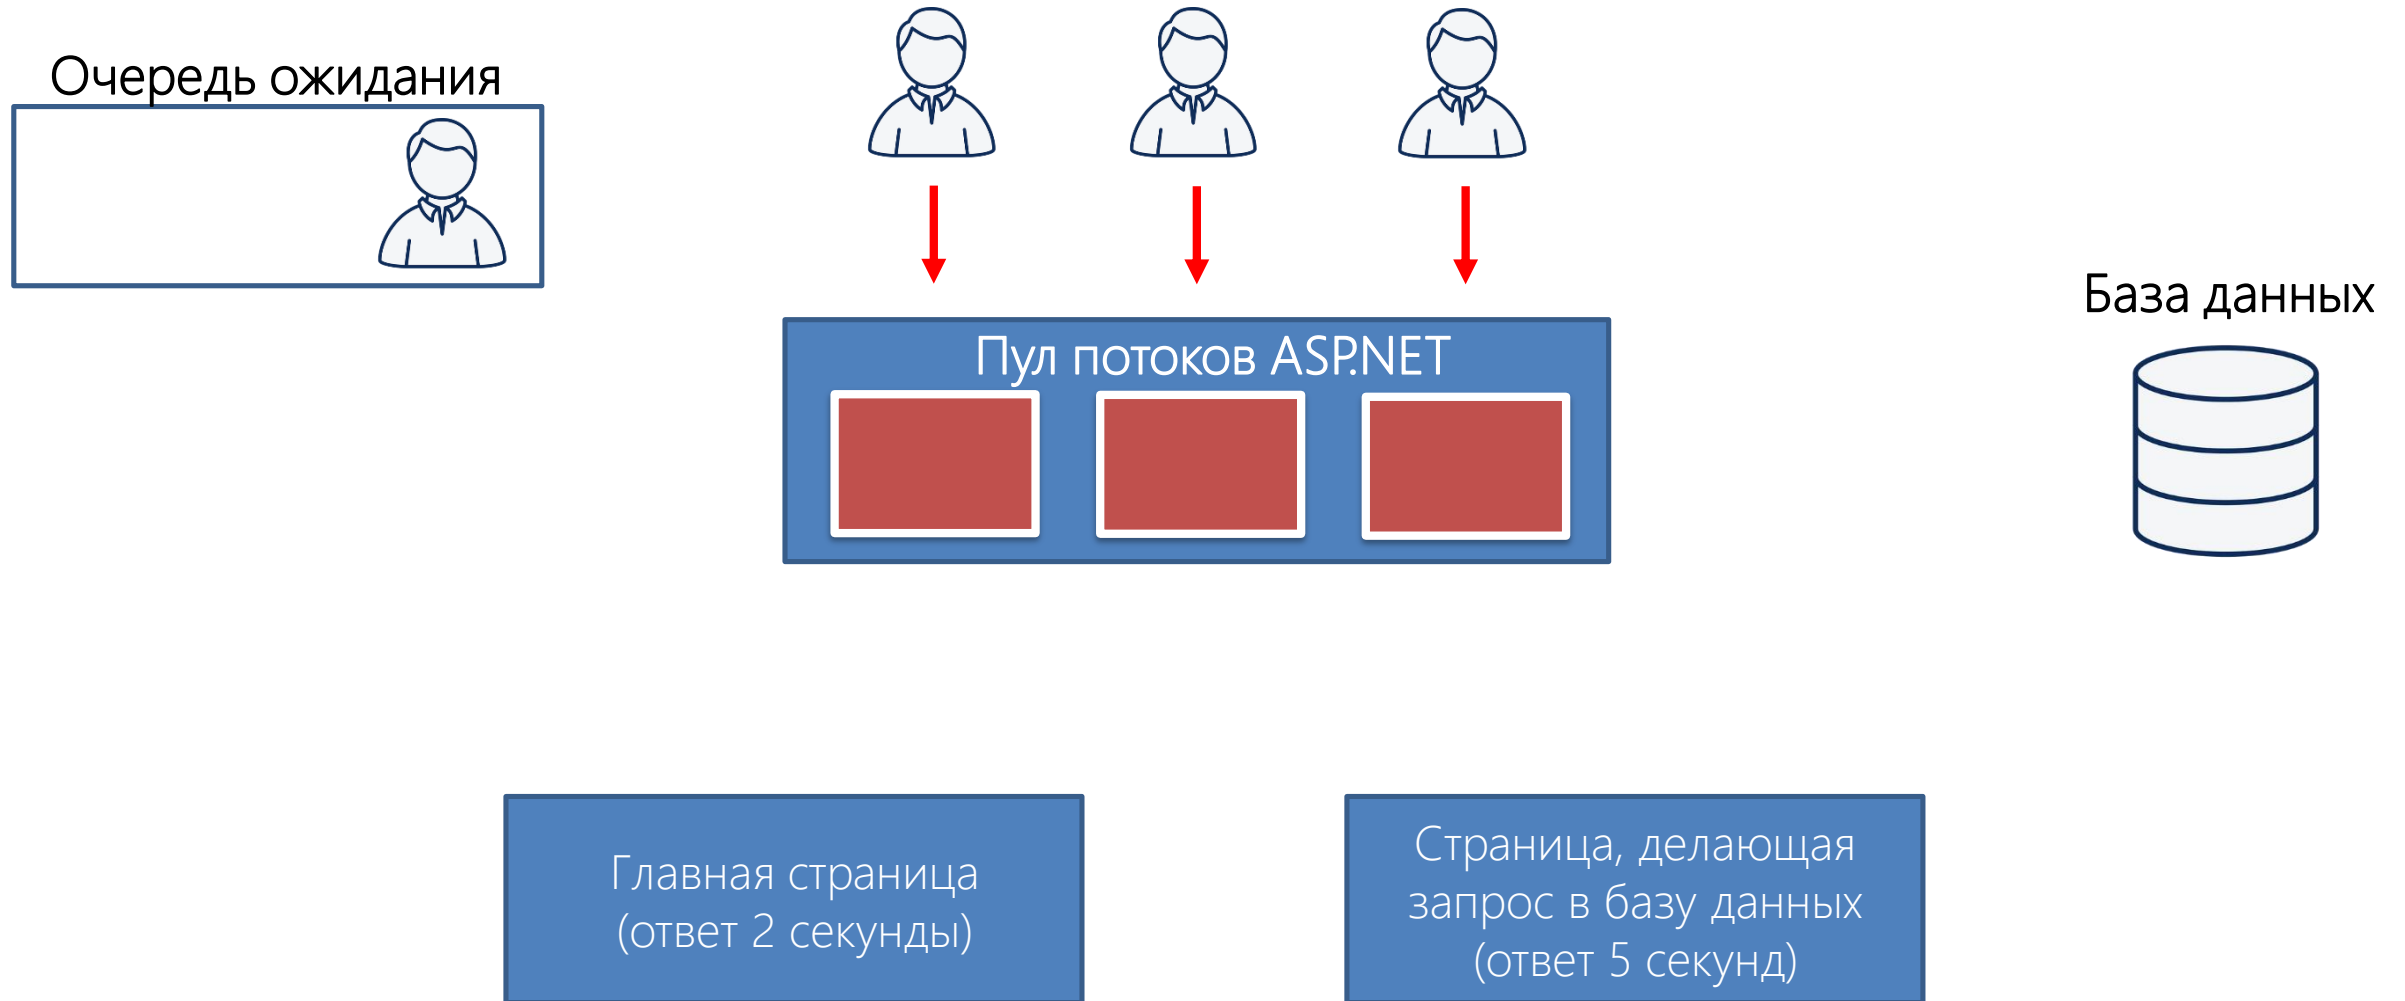 Очередь ожидания
База данных
Пул потоков ASP.NET
Главная страница
(ответ 2 секунды)
Страница, делающая
запрос в базу данных
(ответ 5 секунд)